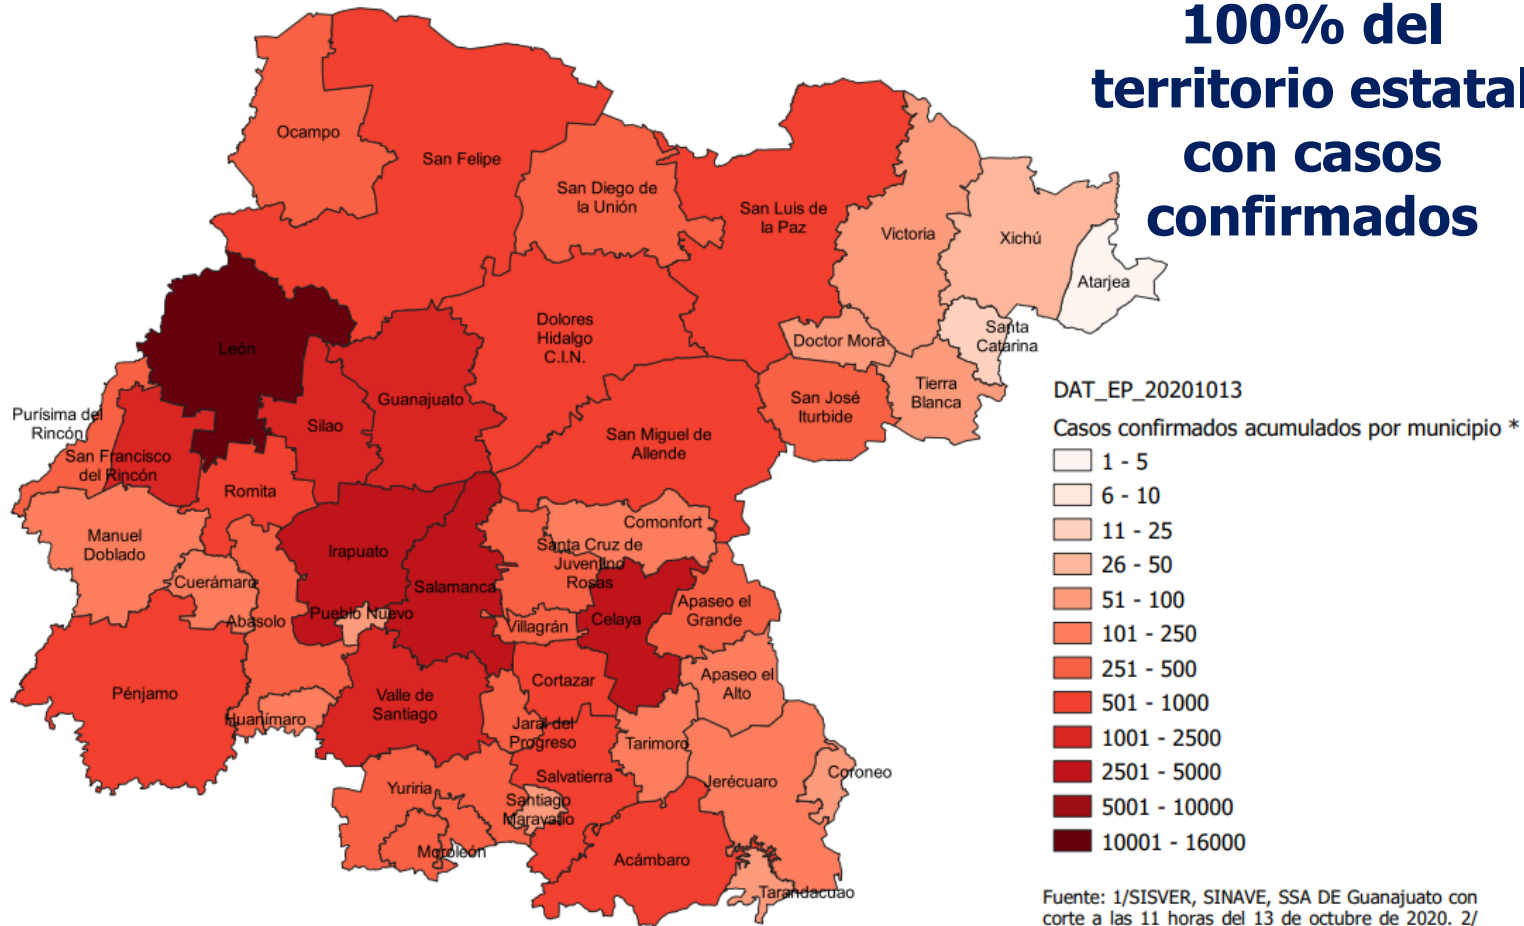 100% del
territorio estatal
con casos
confirmados
Ocampo
San Felipe
San Diego de
la Unión
San Luis de
la Paz
Victoria
Xichú
Atarjea
Santa
Catarina
Doctor Mora
Tierra
Blanca
San José
Iturbide
Dolores
Hidalgo
C.I.N.
León
Guanajuato
Silao
San Miguel de
Allende
Purísima del
Rincón
San Francisco
del Rincón
Romita
Manuel
Doblado
Cuerámaro
Abasolo
Irapuato
Salamanca
Pueblo Nuevo
Comonfort
Santa Cruz de
Juventino
Rosas
Villagrán
Celaya
Apaseo el
Grande
Apaseo el
Alto
Pénjamo
Huanímaro
Valle de
Santiago
Cortazar
Jaral del
Progreso
Tarimoro
Jerécuaro
Coroneo
Yuriria
Salvatierra
Santiago
Maravatío
Moroleón
Acámbaro
Tarandacuao
DAT_EP_20201013
Casos confirmados acumulados por municipio *
1 - 5
6 - 10
11 - 25
26 - 50
51 - 100
101 - 250
251 - 500
501 - 1000
1001 - 2500
2501 - 5000
5001 - 10000
10001 - 16000
Fuente: 1/SISVER, SINAVE, SSA DE Guanajuato con
corte a las 11 horas del 13 de octubre de 2020. 2/